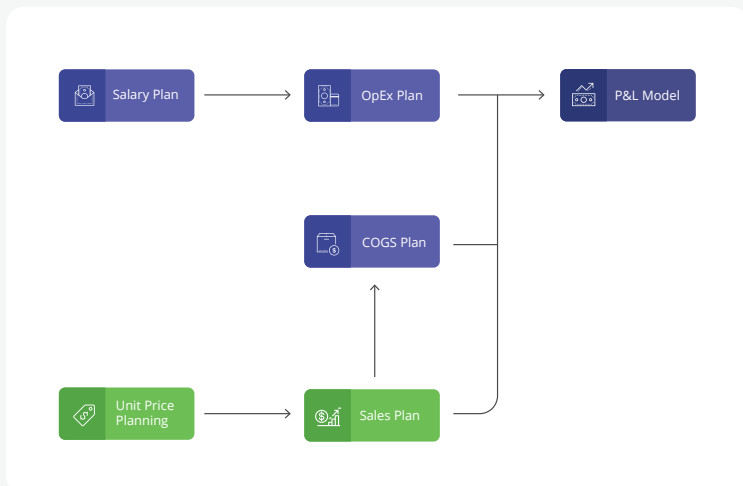 Salary Plan
OpEx Plan
P&L Model
COGS Plan
Unit Price
Planning
Sales Plan